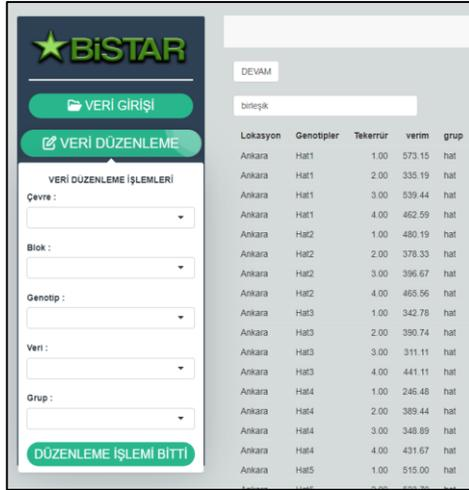 BiSTAR
VERİ GİRİŞİ
VERİ DÜZENLEME
VERİ DÜZENLEME İŞLEMLERİ
Çevre :
Blok :
Genotip :
Veri :
Grup :
DÜZENLEME İŞLEMİ BİTTİ
DEVAM
birleşik
Lokasyon Genotipler Tekerrür verim grup
Ankara Hat1 1.00 573.15 hat
Ankara Hat1 2.00 335.19 hat
Ankara Hat1 3.00 539.44 hat
Ankara Hat1 4.00 462.59 hat
Ankara Hat2 1.00 480.19 hat
Ankara Hat2 2.00 378.33 hat
Ankara Hat2 3.00 396.67 hat
Ankara Hat2 4.00 465.56 hat
Ankara Hat3 1.00 342.78 hat
Ankara Hat3 2.00 390.74 hat
Ankara Hat3 3.00 311.11 hat
Ankara Hat3 4.00 441.11 hat
Ankara Hat4 1.00 246.48 hat
Ankara Hat4 2.00 389.44 hat
Ankara Hat4 3.00 348.89 hat
Ankara Hat4 4.00 431.67 hat
Ankara Hat5 1.00 515.00 hat